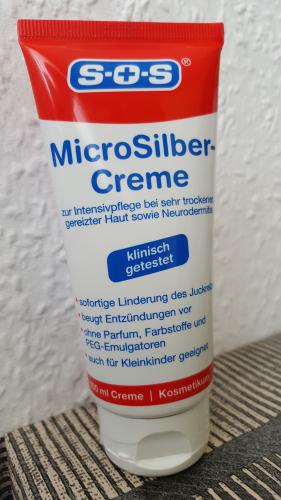 S+O+S®
MicroSilber-
Creme
zur Intensivpflege bei sehr trockener,
gereizter Haut sowie Neurodermitis
klinisch
getestet
• sofortige Linderung des Juckreiz
• beugt Entzündungen vor
• ohne Parfum, Farbstoffe und
PEG-Emulgatoren
• auch für Kleinkinder geeignet
ml Creme | Kosmetikum